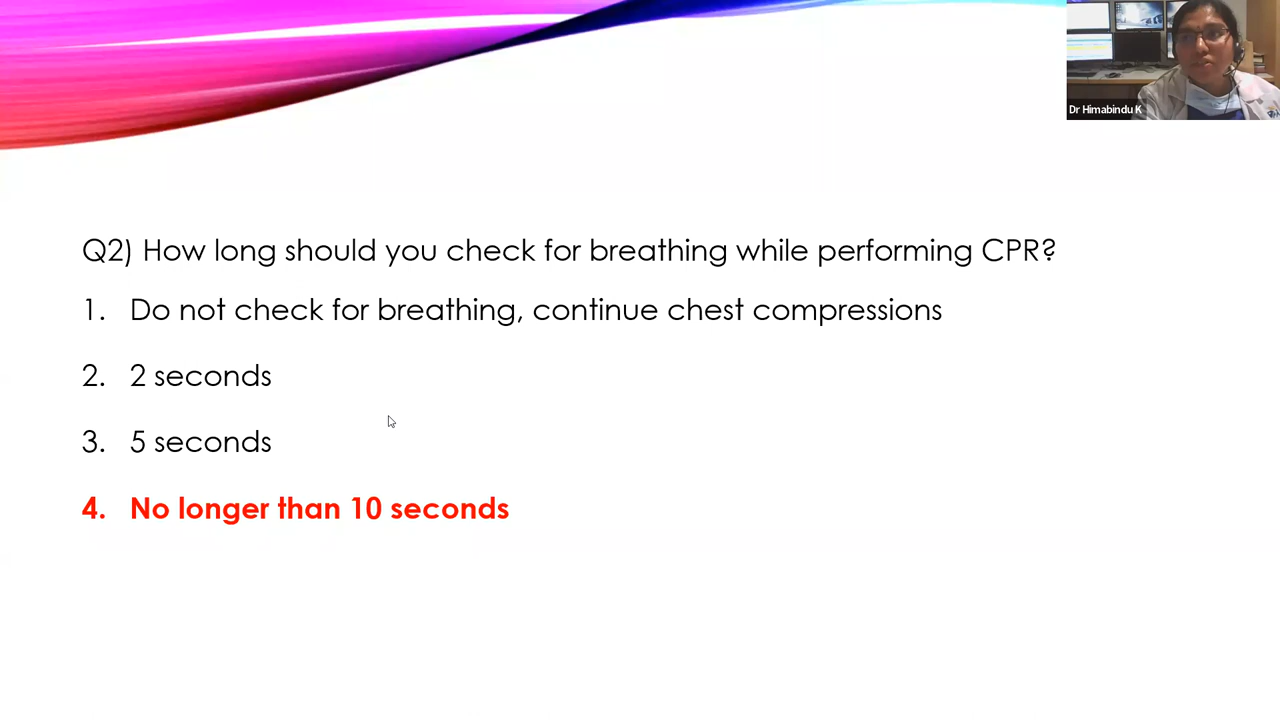 Dr Himabindu K
Q2) How long should you check for breathing while performing CPR?
1. Do not check for breathing, continue chest compressions
2. 2 seconds
3. 5 seconds
4. No longer than 10 seconds